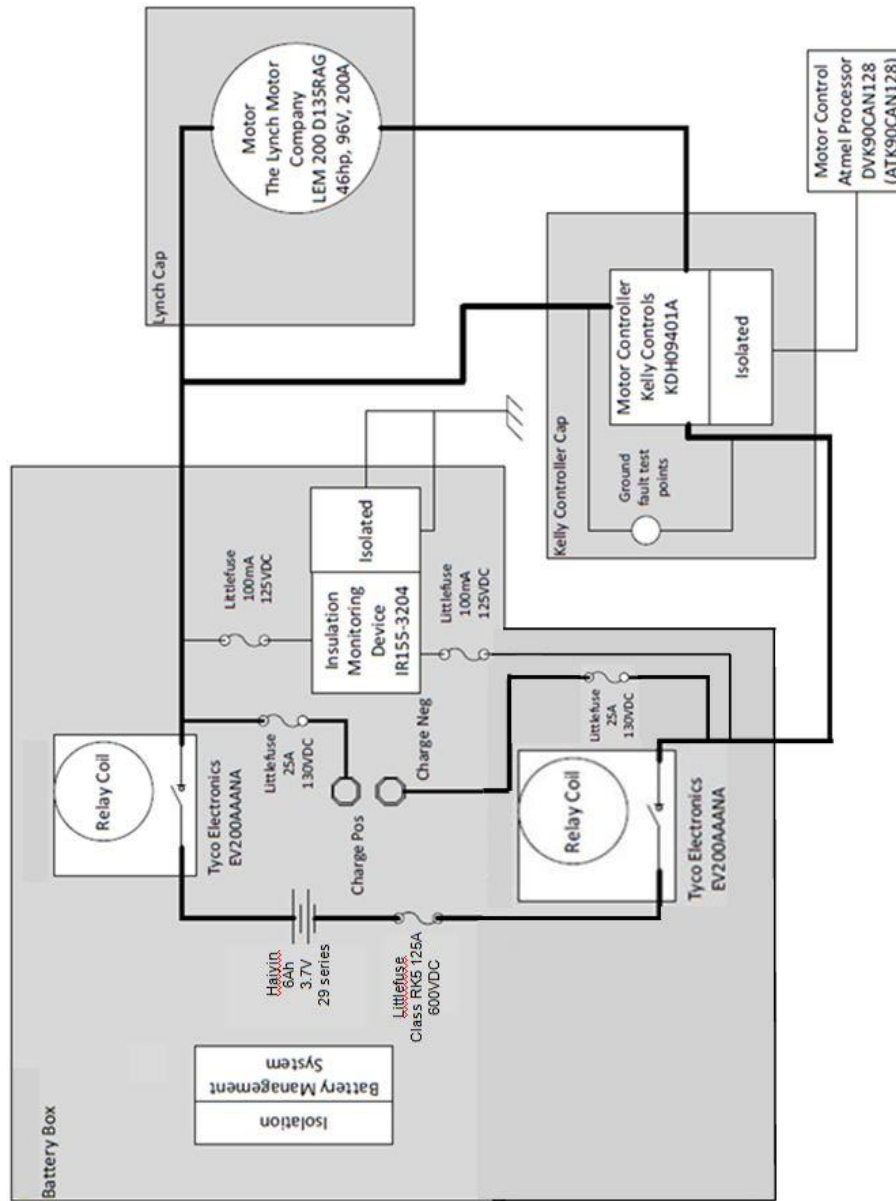 Battery Box
Isolation
Battery Management
System
Haiyin
6Ah
3.7V
29 series
Littlefuse
Class RK5 125A
600VDC
Relay Coil
Tyco Electronics
EV200AAANA
Littlefuse
25A
130VDC
Charge Pos
Charge Neg
Littlefuse
100mA
125VDC
Insulation
Monitoring
Device
IR155-3204
Isolated
Littlefuse
100mA
125VDC
Littlefuse
25A
130VDC
Relay Coil
Tyco Electronics
EV200AAANA
Lynch Cap
Motor
The Lynch Motor
Company
LEM 200 D135RAG
46hp, 96V, 200A
Kelly Controller Cap
Ground
fault test
points
Motor Controller
Kelly Controls
KDH09401A
Isolated
Motor Control
Atmel Processor
DVK90CAN128
(ATK90CAN128)